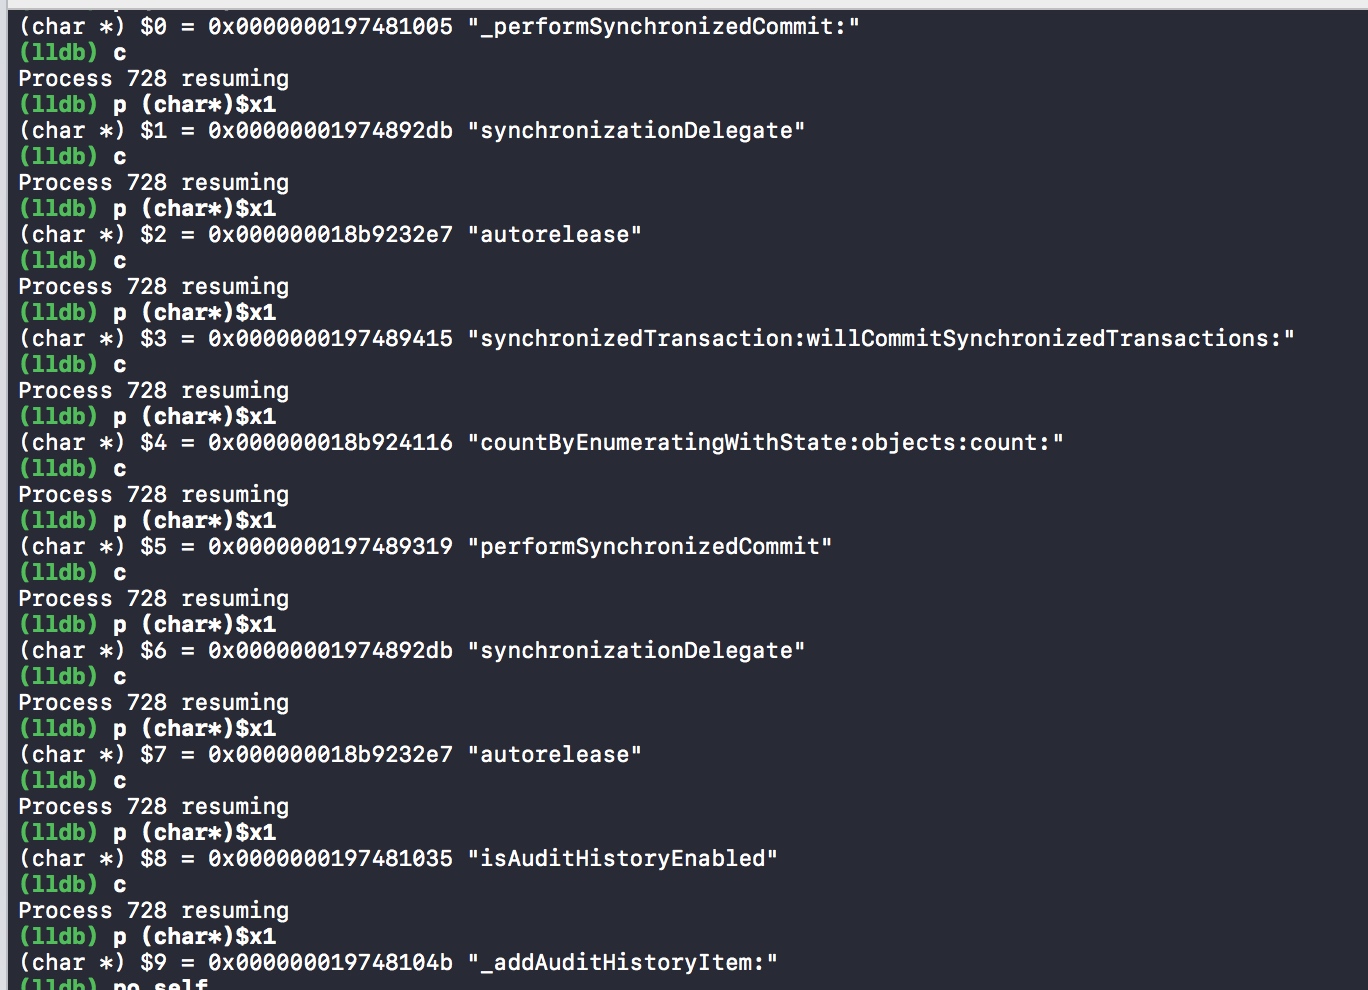 (char *) $0 = 0x0000000197481005 "_performSynchronizedCommit:"
(lldb) c
Process 728 resuming
(lldb) p (char*)$x1
(char *) $1 = 0x00000001974892db "synchronizationDelegate"
(lldb) c
Process 728 resuming
(lldb) p (char*)$x1
(char *) $2 = 0x000000018b9232e7 "autorelease"
(lldb) c
Process 728 resuming
(lldb) p (char*)$x1
(char *) $3 = 0x0000000197489415 "synchronizedTransaction:willCommitSynchronizedTransactions:"
(lldb) c
Process 728 resuming
(lldb) p (char*)$x1
(char *) $4 = 0x000000018b924116 "countByEnumeratingWithState:objects:count:"
(lldb) c
Process 728 resuming
(lldb) p (char*)$x1
(char *) $5 = 0x0000000197489319 "performSynchronizedCommit"
(lldb) c
Process 728 resuming
(lldb) p (char*)$x1
(char *) $6 = 0x00000001974892db "synchronizationDelegate"
(lldb) c
Process 728 resuming
(lldb) p (char*)$x1
(char *) $7 = 0x000000018b9232e7 "autorelease"
(lldb) c
Process 728 resuming
(lldb) p (char*)$x1
(char *) $8 = 0x0000000197481035 "isAuditHistoryEnabled"
(lldb) c
Process 728 resuming
(lldb) p (char*)$x1
(char *) $9 = 0x000000019748104b "_addAuditHistoryItem:"
(lldb) po self